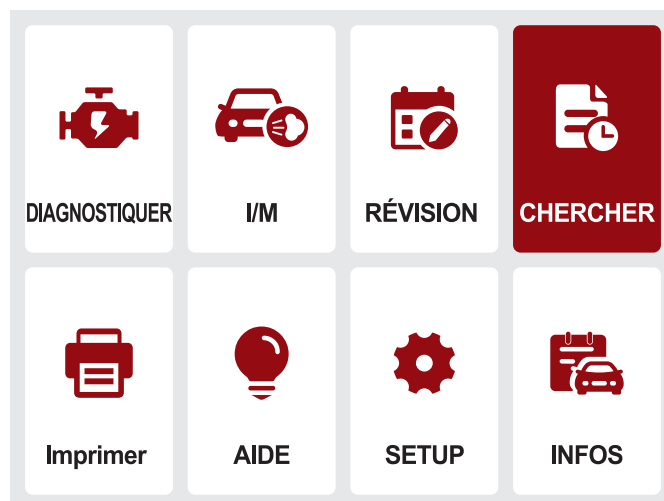 DIAGNOSTIQUER
I/M
RÉVISION
CHERCHER
Imprimer
AIDE
SETUP
INFOS